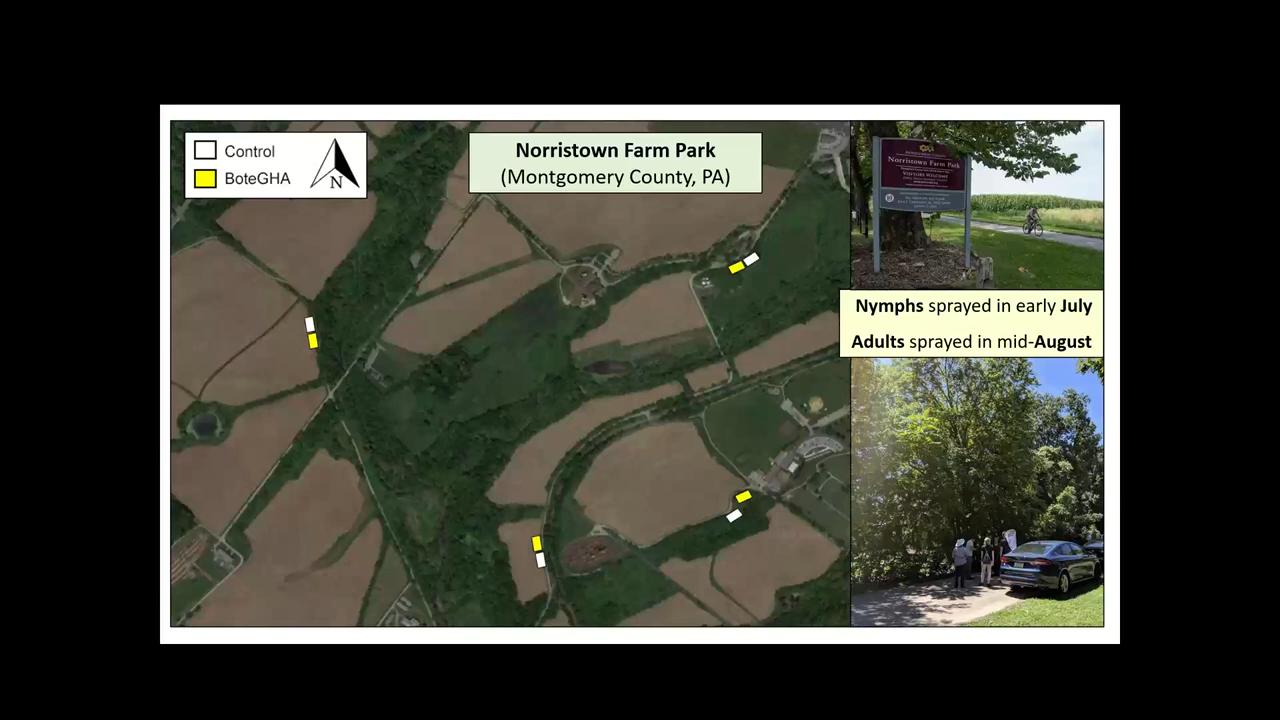 Control
BoteGHA
N
Norristown Farm Park
(Montgomery County, PA)
Norristown Farm Park
VISITORS WELCOME
Nymphs sprayed in early July
Adults sprayed in mid-August